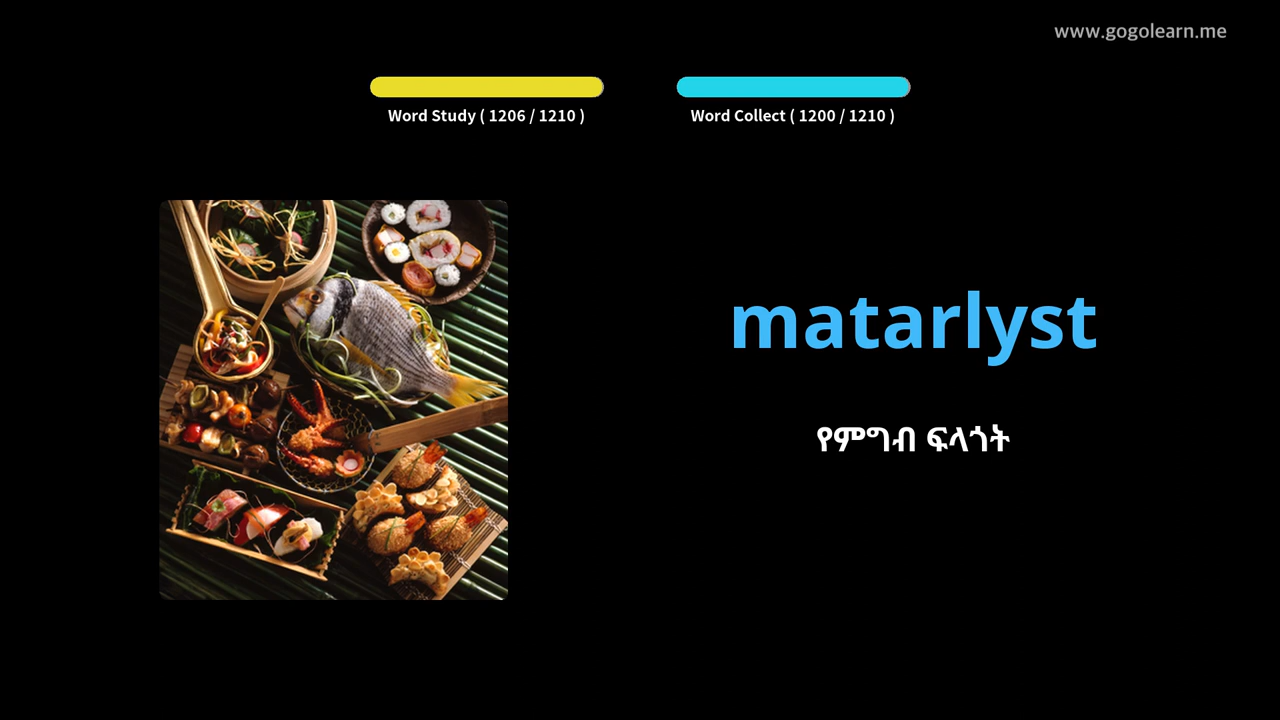 www.gogolearn.me
Word Study ( 1206 / 1210 )
Word Collect ( 1200 / 1210 )
matarlyst
የምግብ ፍላጎት